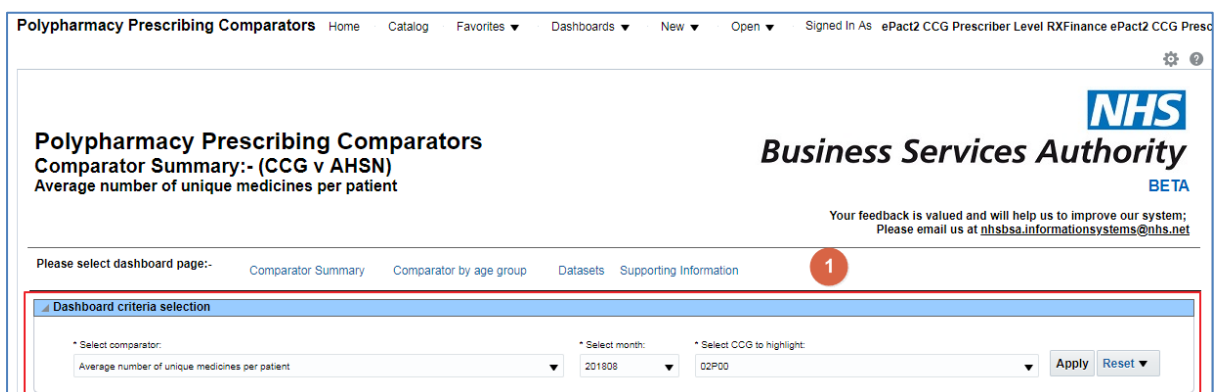 Polypharmacy Prescribing Comparators Home Catalog Favorites ▼ Dashboards ▼ New ▼ Open ▼ Signed In As ePact2 CCG Prescriber Level RXFinance ePact2 CCG Presc
NHS
Polypharmacy Prescribing Comparators
Business Services Authority
Comparator Summary:- (CCG v AHSN)
Average number of unique medicines per patient
BETA
Your feedback is valued and will help us to improve our system;
Please email us at nhsbsa.informationsystems@nhs.net
Please select dashboard page:- Comparator Summary Comparator by age group Datasets Supporting Information 1
Dashboard criteria selection
* Select comparator: * Select month: * Select CCG to highlight:
Average number of unique medicines per patient ▼ 201808 ▼ 02P00 ▼ Apply Reset ▼